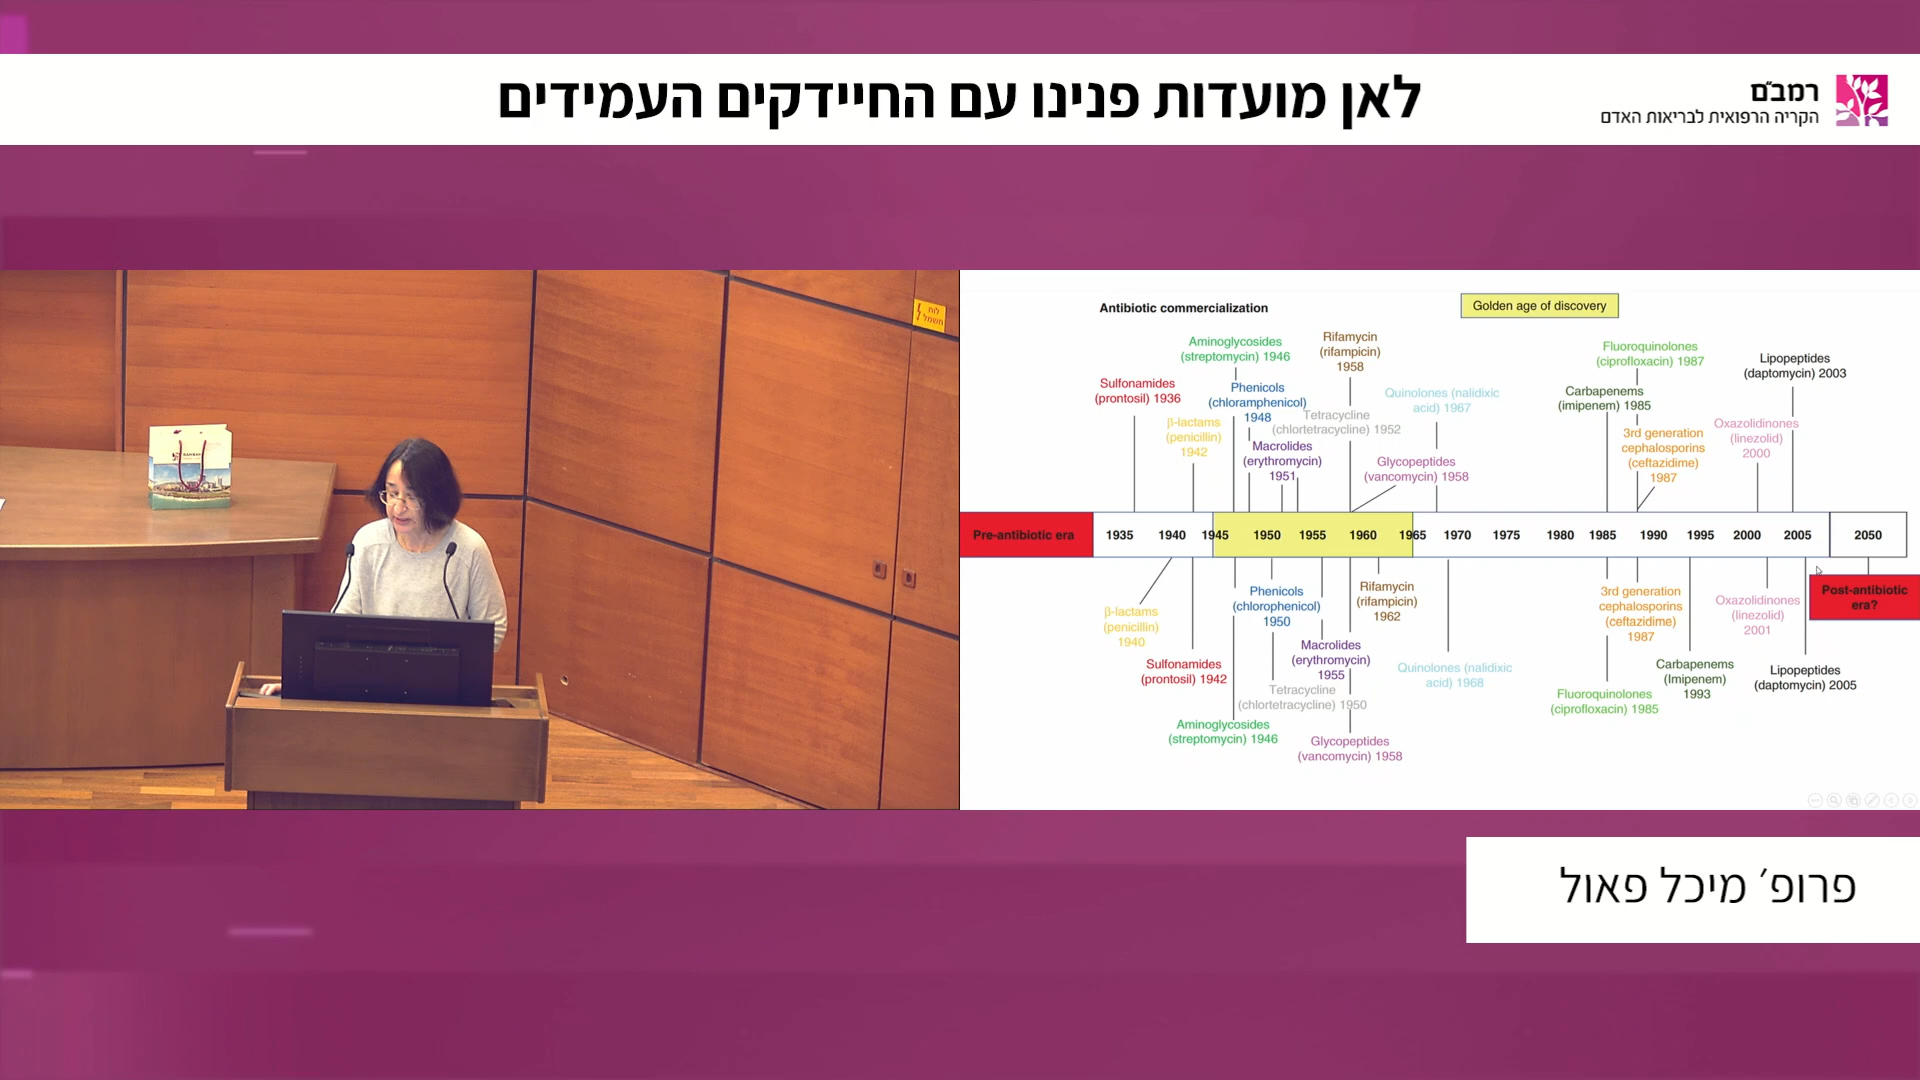 לאן מועדות פנינו עם החיידקים העמידים
רמב״ם
הקריה הרפואית לבריאות האדם
לוח
חשמל
Antibiotic commercialization
Golden age of discovery
Aminoglycosides
(streptomycin) 1946
Rifamycin
(rifampicin)
1958
Fluoroquinolones
(ciprofloxacin) 1987
Lipopeptides
(daptomycin) 2003
Sulfonamides
(prontosil) 1936
Phenicols
(chloramphenicol)
1948
Quinolones (nalidixic
acid) 1967
Carbapenems
(imipenem) 1985
β-lactams
(penicillin)
1942
Tetracycline
(chlortetracycline) 1952
3rd generation
cephalosporins
(ceftazidime)
1987
Oxazolidinones
(linezolid)
2000
Macrolides
(erythromycin)
1951
Glycopeptides
(vancomycin) 1958
Pre-antibiotic era 1935 1940 1945 1950 1955 1960 1965 1970 1975 1980 1985 1990 1995 2000 2005 2050
Post-antibiotic
era?
β-lactams
(penicillin)
1940
Phenicols
(chlorophenicol)
1950
Rifamycin
(rifampicin)
1962
3rd generation
cephalosporins
(ceftazidime)
1987
Oxazolidinones
(linezolid)
2001
Sulfonamides
(prontosil) 1942
Macrolides
(erythromycin)
1955
Quinolones (nalidixic
acid) 1968
Carbapenems
(Imipenem)
1993
Lipopeptides
(daptomycin) 2005
Tetracycline
(chlortetracycline) 1950
Fluoroquinolones
(ciprofloxacin) 1985
Aminoglycosides
(streptomycin) 1946
Glycopeptides
(vancomycin) 1958
פרופ׳ מיכל פאול